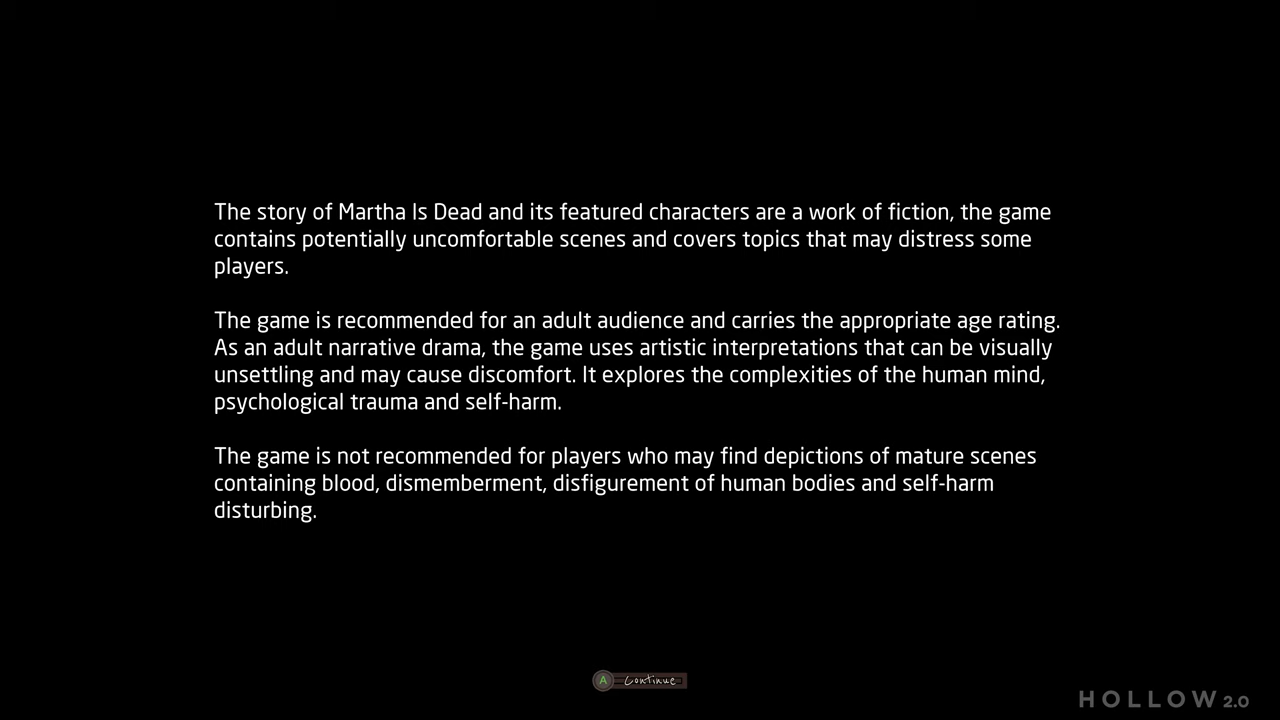 The story of Martha Is Dead and its featured characters are a work of fiction, the game
contains potentially uncomfortable scenes and covers topics that may distress some
players.
The game is recommended for an adult audience and carries the appropriate age rating.
As an adult narrative drama, the game uses artistic interpretations that can be visually
unsettling and may cause discomfort. It explores the complexities of the human mind,
psychological trauma and self-harm.
The game is not recommended for players who may find depictions of mature scenes
containing blood, dismemberment, disfigurement of human bodies and self-harm
disturbing.
A Continue
HOLLOW 2.0